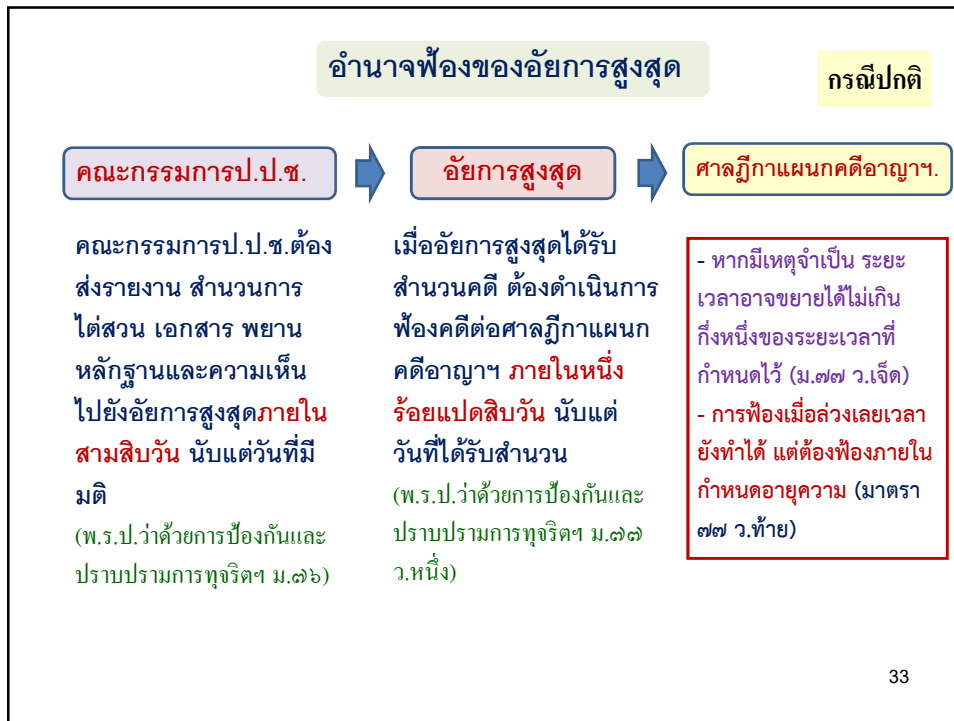 อำนาจฟ้องของอัยการสูงสุด
กรณีปกติ
คณะกรรมการป.ป.ช.
อัยการสูงสุด
ศาลฎีกาแผนกคดีอาญาฯ.
คณะกรรมการป.ป.ช.ต้อง
ส่งรายงาน สำนวนการ
ไต่สวน เอกสาร พยาน
หลักฐานและความเห็น
ไปยังอัยการสูงสุดภายใน
สามสิบวัน นับแต่วันที่มี
มติ
(พ.ร.ป.ว่าด้วยการป้องกันและ
ปราบปรามการทุจริตฯ ม.๗๖)
เมื่ออัยการสูงสุดได้รับ
สำนวนคดี ต้องดำเนินการ
ฟ้องคดีต่อศาลฎีกาแผนก
คดีอาญาฯ ภายในหนึ่ง
ร้อยแปดสิบวัน นับแต่
วันที่ได้รับสำนวน
(พ.ร.ป.ว่าด้วยการป้องกันและ
ปราบปรามการทุจริตฯ ม.๗๗
ว.หนึ่ง)
- หากมีเหตุจำเป็น ระยะ
เวลาอาจขยายได้ไม่เกิน
กึ่งหนึ่งของระยะเวลาที่
กำหนดไว้ (ม.๗๗ ว.เจ็ด)
- การฟ้องเมื่อล่วงเลยเวลา
ยังทำได้ แต่ต้องฟ้องภายใน
กำหนดอายุความ (มาตรา
๗๗ ว.ท้าย)
33